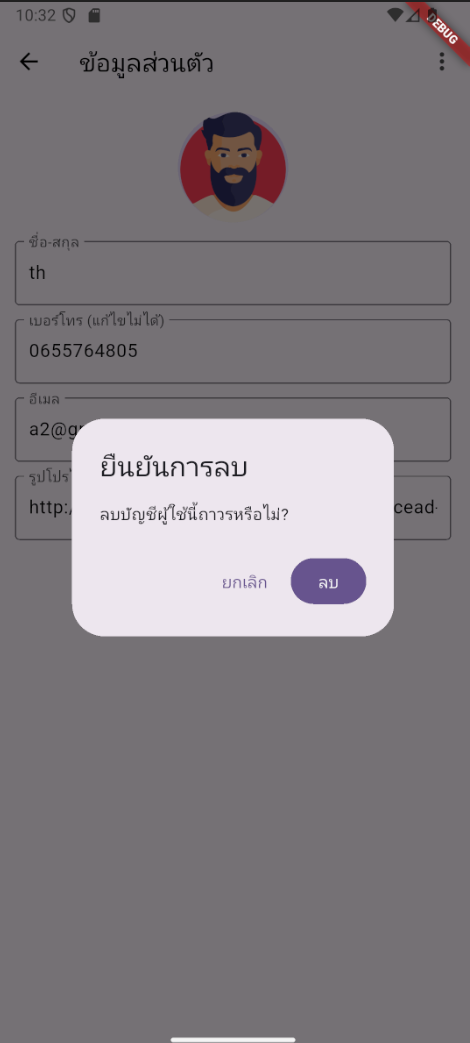 10:32
DEBUG
ข้อมูลส่วนตัว
ชื่อ-สกุล
th
เบอร์โทร (แก้ไขไม่ได้)
0655764805
อีเมล
a2@g
รูปโปร
http:/
cead-
ยืนยันการลบ
ลบบัญชีผู้ใช้นี้ถาวรหรือไม่?
ยกเลิก
ลบ